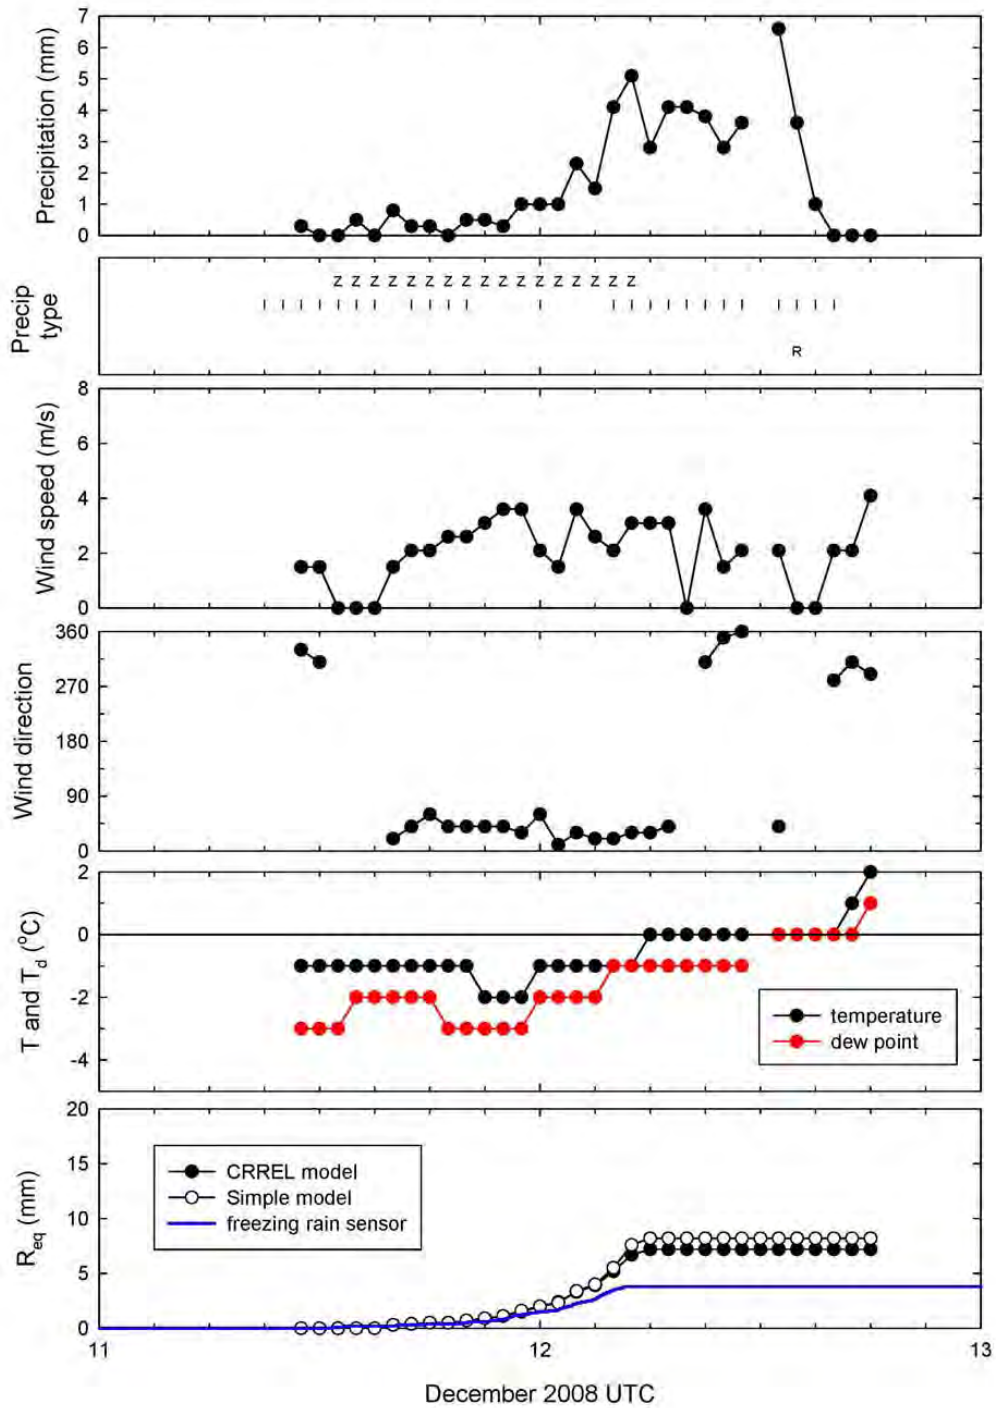 Precipitation (mm)
7
6
5
4
3
2
1
0
Precip type
Z Z Z Z Z Z Z Z Z Z Z Z Z Z Z Z Z
I I I I I I I I I I I I I I I I I I I I I I I I
R
Wind speed (m/s)
8
6
4
2
0
Wind direction
360
270
180
90
0
T and Td (oC)
2
0
-2
-4
temperature
dew point
Req (mm)
20
15
10
5
0
CRREL model
Simple model
freezing rain sensor
11 12 13
December 2008 UTC